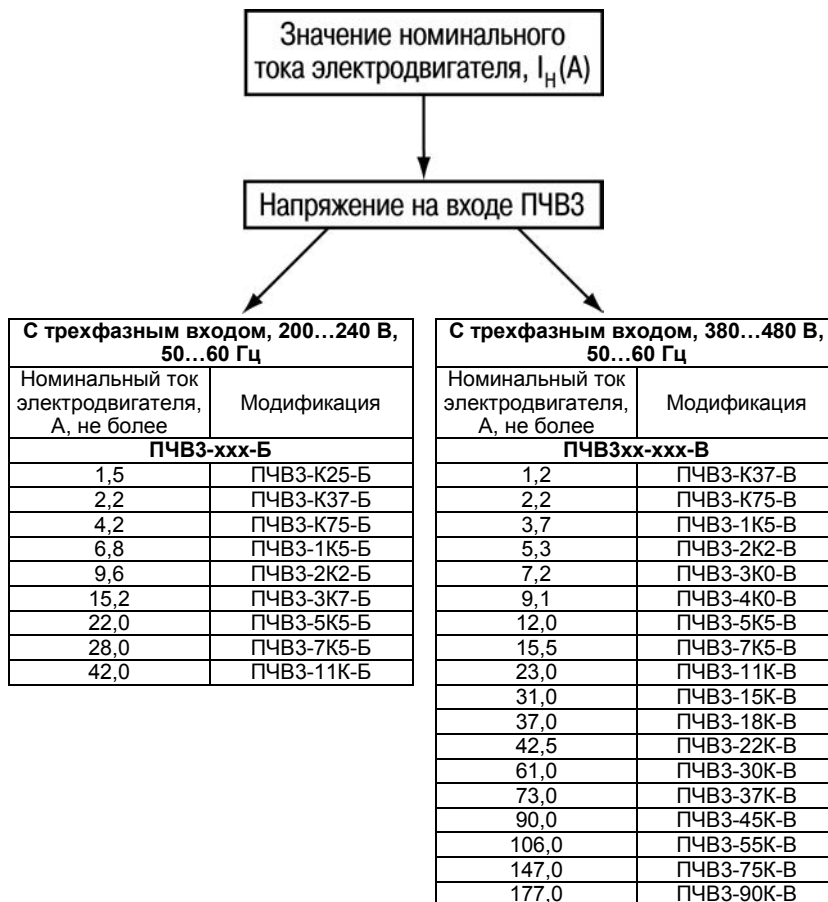 Значение номинального
тока электродвигателя, Iн(А)
Напряжение на входе ПЧВ3
С трехфазным входом, 200…240 В,
50…60 Гц
Номинальный ток
электродвигателя,
А, не более
Модификация
ПЧВ3-xxx-Б
1,5 ПЧВ3-К25-Б
2,2 ПЧВ3-К37-Б
4,2 ПЧВ3-К75-Б
6,8 ПЧВ3-1К5-Б
9,6 ПЧВ3-2К2-Б
15,2 ПЧВ3-3К7-Б
22,0 ПЧВ3-5К5-Б
28,0 ПЧВ3-7К5-Б
42,0 ПЧВ3-11К-Б
С трехфазным входом, 380…480 В,
50…60 Гц
Номинальный ток
электродвигателя,
А, не более
Модификация
ПЧВ3xx-xxx-В
1,2 ПЧВ3-К37-В
2,2 ПЧВ3-К75-В
3,7 ПЧВ3-1К5-В
5,3 ПЧВ3-2К2-В
7,2 ПЧВ3-3К0-В
9,1 ПЧВ3-4К0-В
12,0 ПЧВ3-5К5-В
15,5 ПЧВ3-7К5-В
23,0 ПЧВ3-11К-В
31,0 ПЧВ3-15К-В
37,0 ПЧВ3-18К-В
42,5 ПЧВ3-22К-В
61,0 ПЧВ3-30К-В
73,0 ПЧВ3-37К-В
90,0 ПЧВ3-45К-В
106,0 ПЧВ3-55К-В
147,0 ПЧВ3-75К-В
177,0 ПЧВ3-90К-В